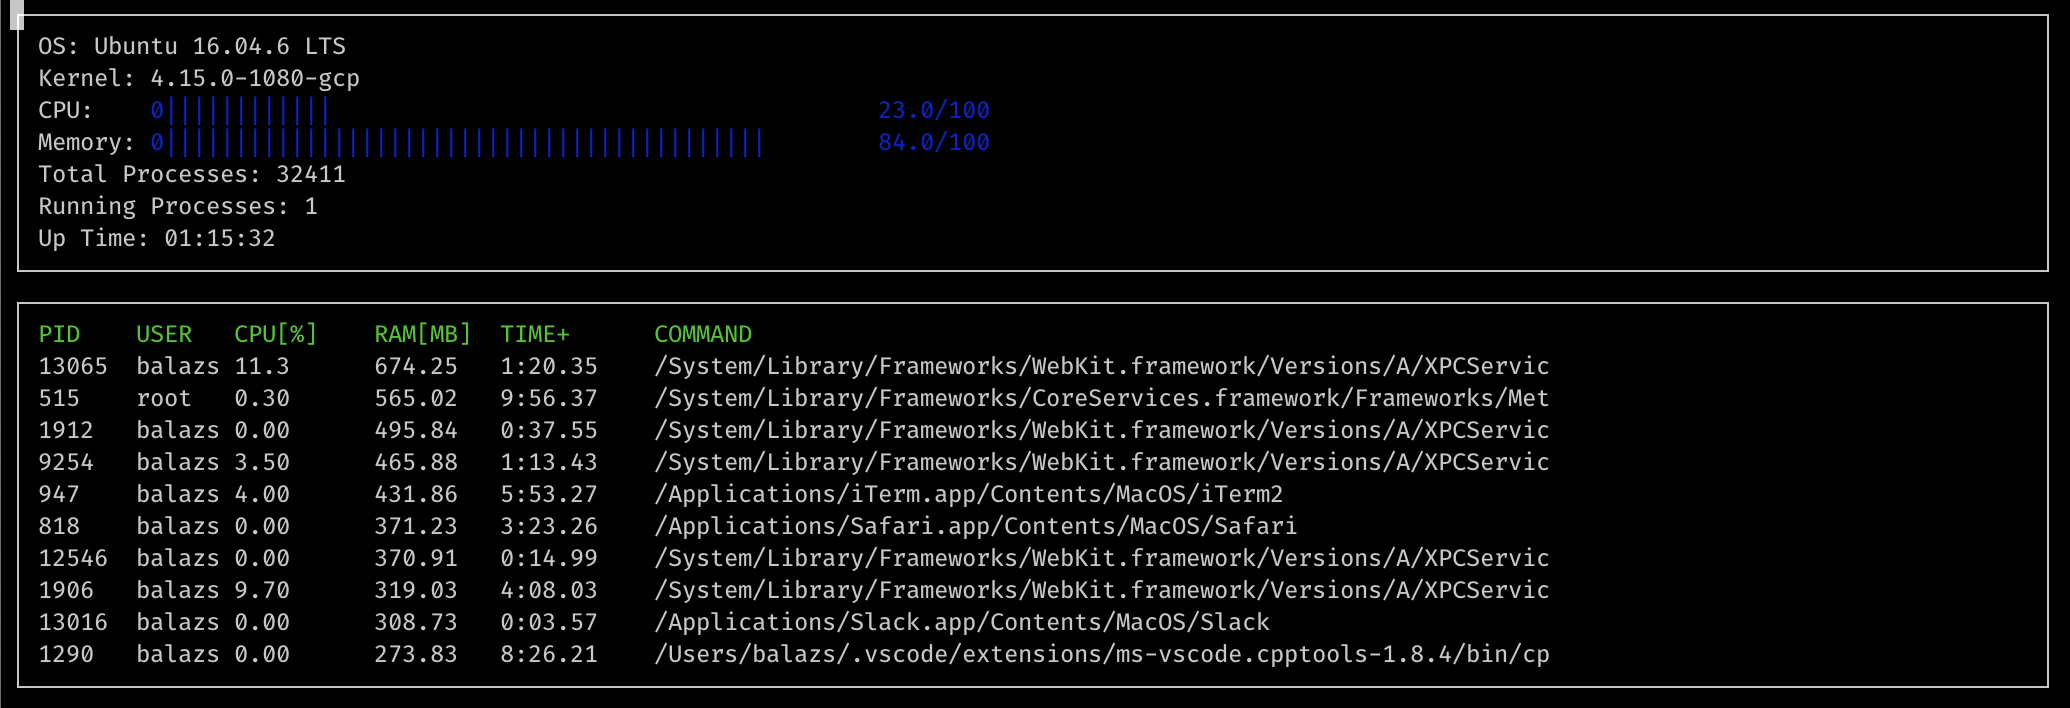 OS: Ubuntu 16.04.6 LTS
Kernel: 4.15.0-1080-gcp
CPU:    0||||||||||||                                       23.0/100
Memory: 0|||||||||||||||||||||||||||||||||||||||||||        84.0/100
Total Processes: 32411
Running Processes: 1
Up Time: 01:15:32
PID    USER   CPU[%]    RAM[MB]  TIME+      COMMAND
13065  balazs 11.3      674.25   1:20.35    /System/Library/Frameworks/WebKit.framework/Versions/A/XPCServic
515    root   0.30      565.02   9:56.37    /System/Library/Frameworks/CoreServices.framework/Frameworks/Met
1912   balazs 0.00      495.84   0:37.55    /System/Library/Frameworks/WebKit.framework/Versions/A/XPCServic
9254   balazs 3.50      465.88   1:13.43    /System/Library/Frameworks/WebKit.framework/Versions/A/XPCServic
947    balazs 4.00      431.86   5:53.27    /Applications/iTerm.app/Contents/MacOS/iTerm2
818    balazs 0.00      371.23   3:23.26    /Applications/Safari.app/Contents/MacOS/Safari
12546  balazs 0.00      370.91   0:14.99    /System/Library/Frameworks/WebKit.framework/Versions/A/XPCServic
1906   balazs 9.70      319.03   4:08.03    /System/Library/Frameworks/WebKit.framework/Versions/A/XPCServic
13016  balazs 0.00      308.73   0:03.57    /Applications/Slack.app/Contents/MacOS/Slack
1290   balazs 0.00      273.83   8:26.21    /Users/balazs/.vscode/extensions/ms-vscode.cpptools-1.8.4/bin/cp